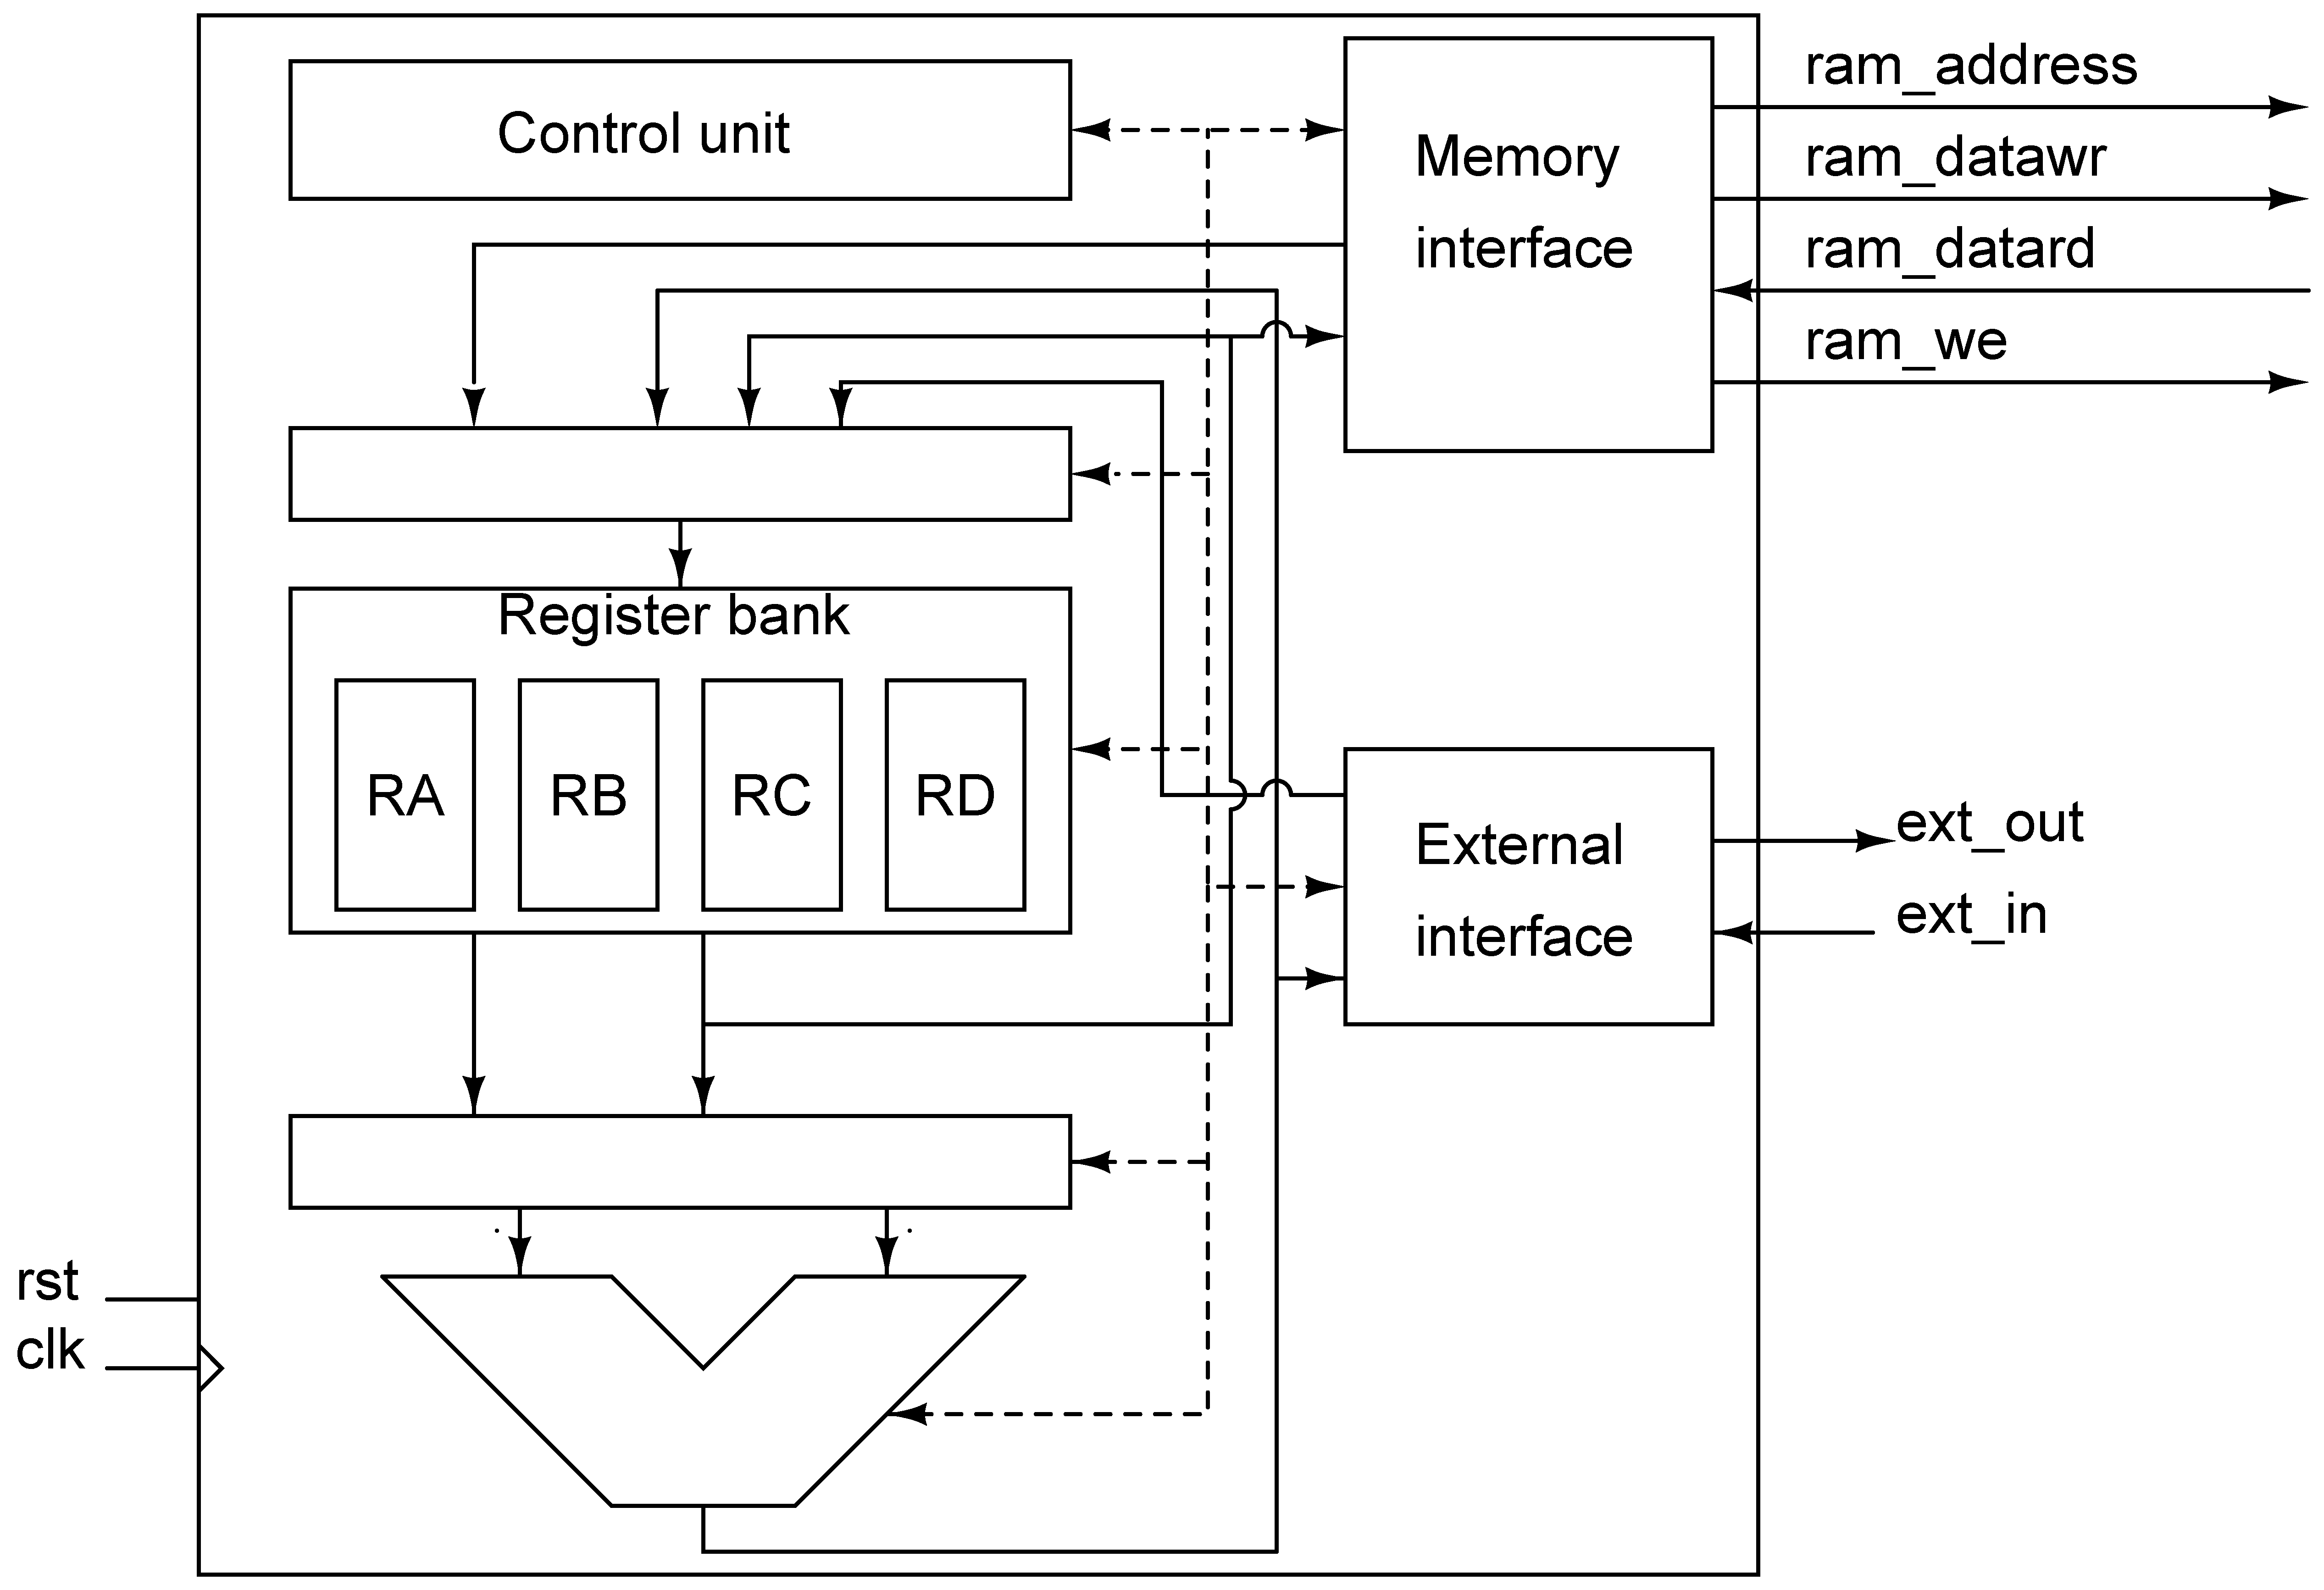 Control unit
Memory
interface
ram_address
ram_datawr
ram_datard
ram_we
Register bank
RA
RB
RC
RD
External
interface
ext_out
ext_in
rst
clk